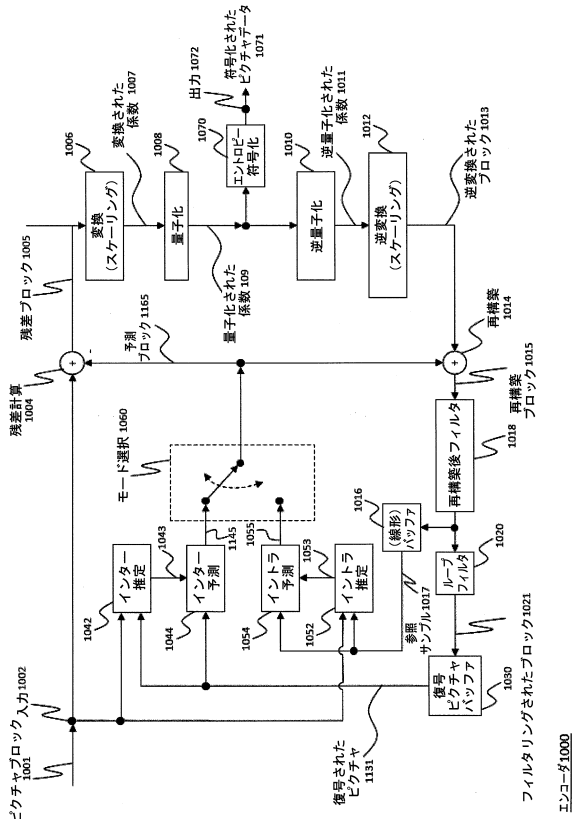 ピクチャブロック
1001
入力 1002
残差計算
1004
残差ブロック 1005
1006
変換
(スケーリング)
変換された
係数 1007
1008
量子化
量子化された
係数 109
出力 1072
符号化された
ピクチャデータ
1071
1070
エントロピー
符号化
1010
逆量子化
逆量子化された
係数 1011
1012
逆変換
(スケーリング)
逆変換された
ブロック 1013
+
-
予測
ブロック 1165
モード選択 1060
1042
インター
推定
1043
1044
インター
予測
1145
1054
イントラ
予測
1055
1052
イントラ
推定
1053
1016
(線形)
バッファ
参照
サンプル 1017
+
再構築
1014
再構築
ブロック 1015
1018
再構築後フィルタ
1020
ループ
フィルタ
1021
フィルタリングされたブロック
復号
ピクチャ
バッファ
1030
復号された
ピクチャ
1131
エンコーダ1000